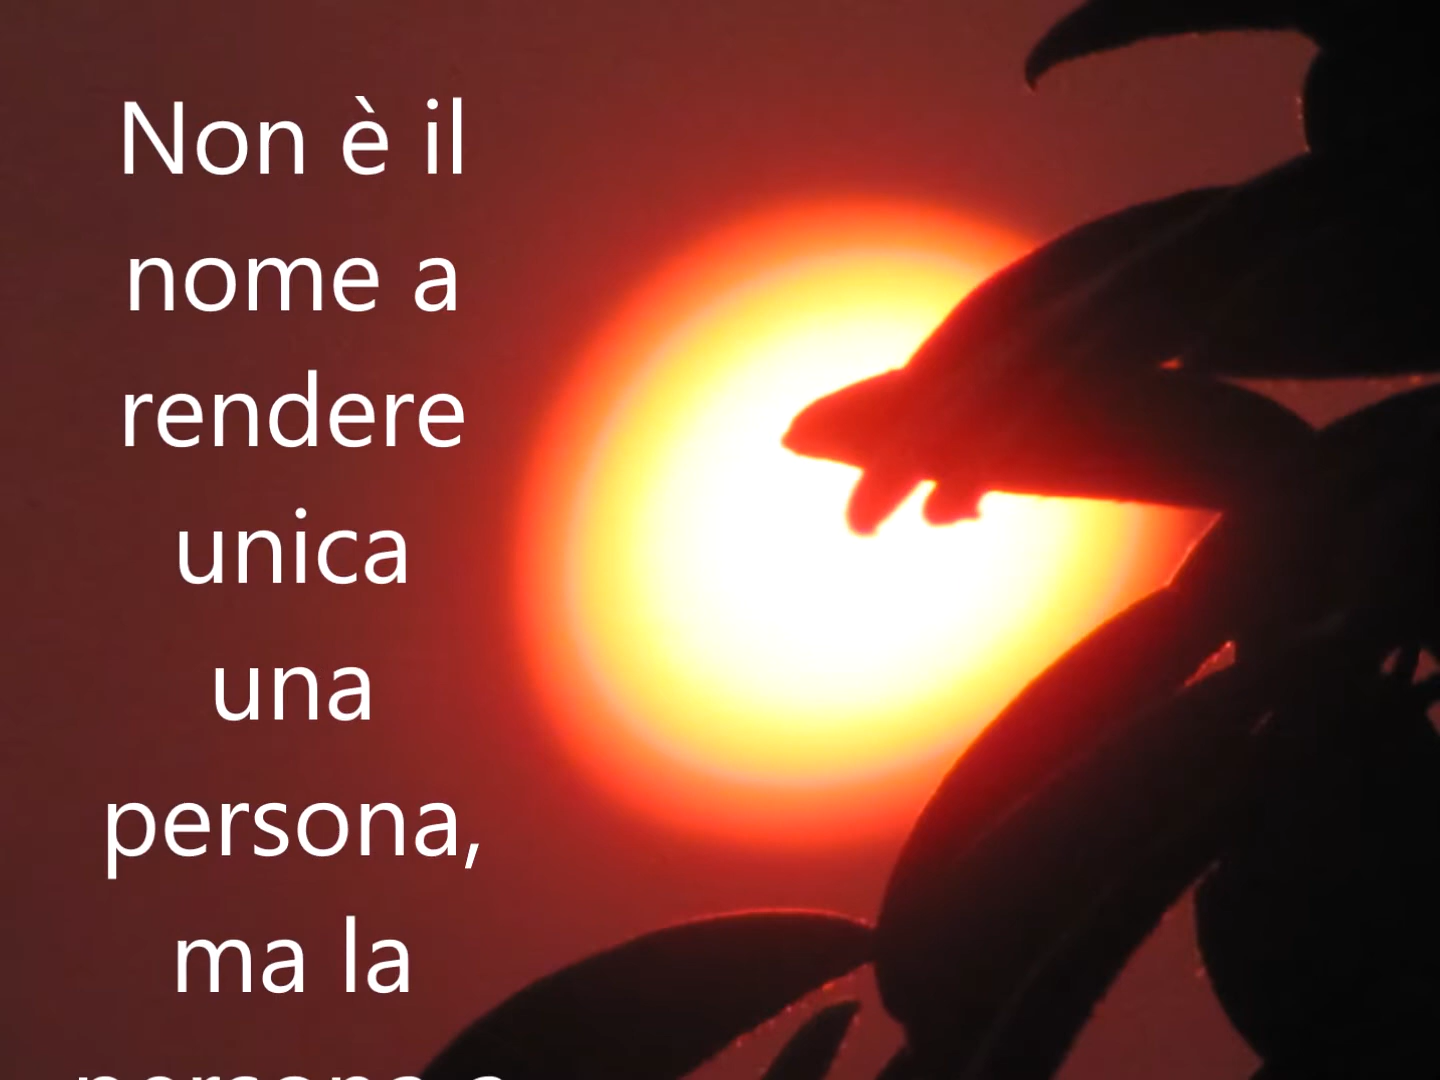 Non è il
nome a
rendere
unica
una
persona,
ma la